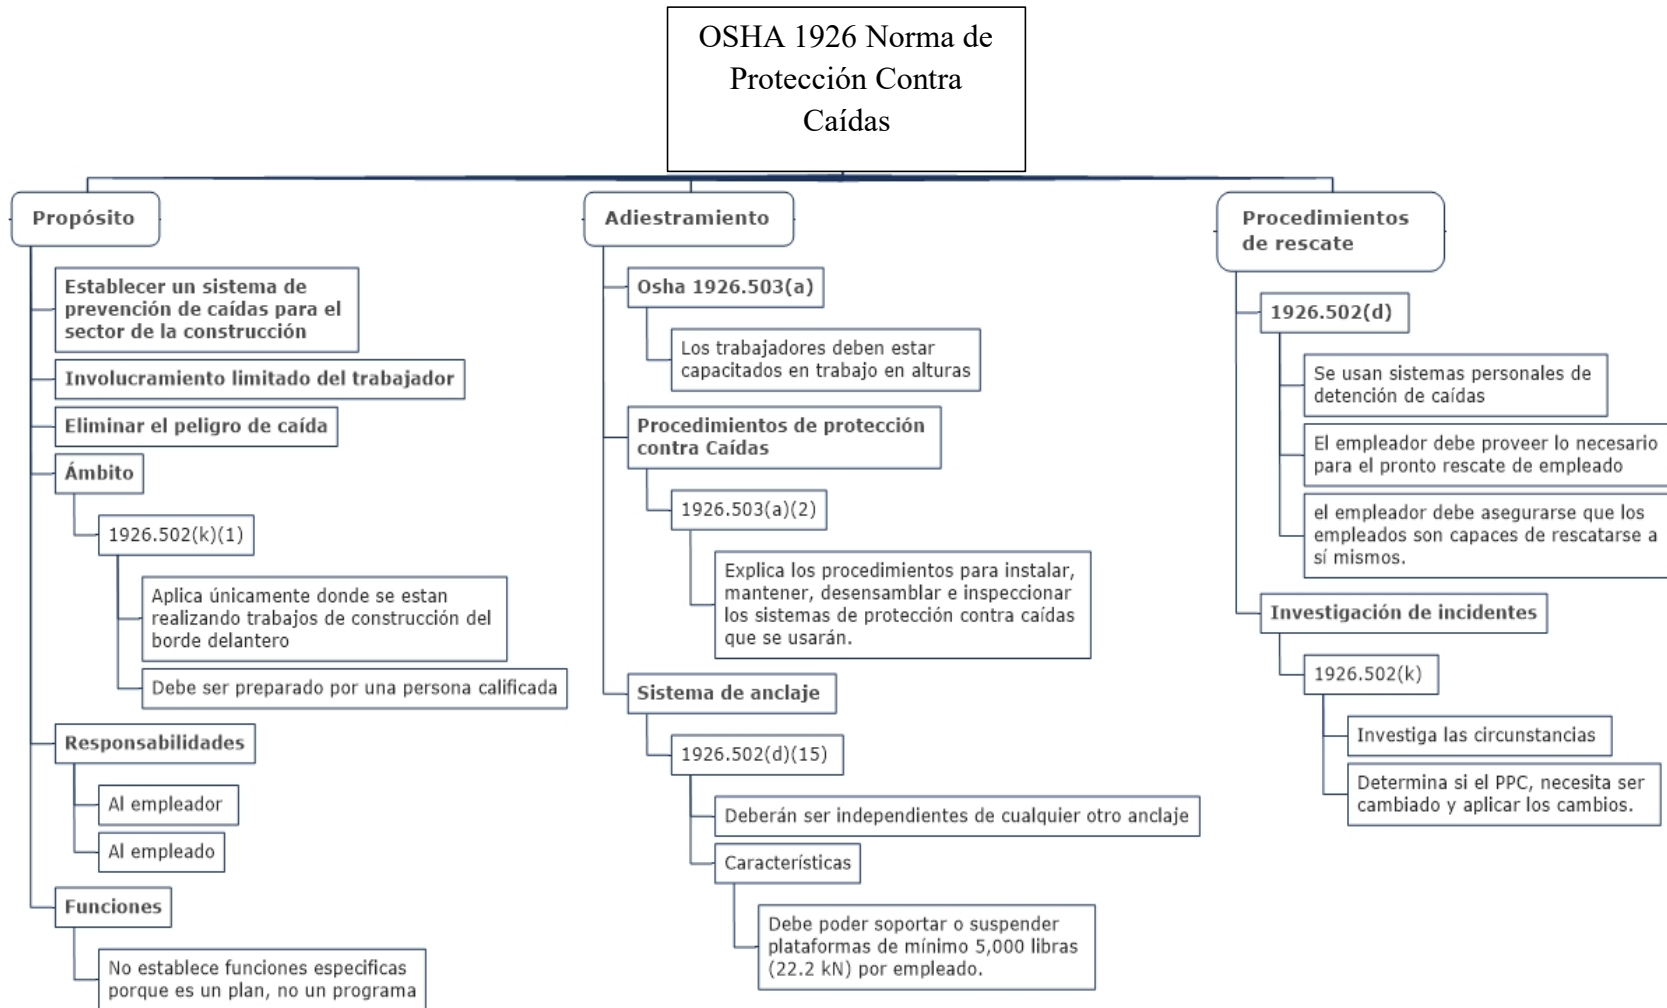 OSHA 1926 Norma de
Protección Contra
Caídas
Propósito
Establecer un sistema de
prevención de caídas para el
sector de la construcción
Involucramiento limitado del trabajador
Eliminar el peligro de caída
Ámbito
1926.502(k)(1)
Aplica únicamente donde se estan
realizando trabajos de construcción del
borde delantero
Debe ser preparado por una persona calificada
Responsabilidades
Al empleador
Al empleado
Funciones
No establece funciones especificas
porque es un plan, no un programa
Adiestramiento
Osha 1926.503(a)
Los trabajadores deben estar
capacitados en trabajo en alturas
Procedimientos de protección
contra Caídas
1926.503(a)(2)
Explica los procedimientos para instalar,
mantener, desensamblar e inspeccionar
los sistemas de protección contra caídas
que se usarán.
Sistema de anclaje
1926.502(d)(15)
Deberán ser independientes de cualquier otro anclaje
Características
Debe poder soportar o suspender
plataformas de mínimo 5,000 libras
(22.2 kN) por empleado.
Procedimientos
de rescate
1926.502(d)
Se usan sistemas personales de
detención de caídas
El empleador debe proveer lo necesario
para el pronto rescate de empleado
el empleador debe asegurarse que los
empleados son capaces de rescatarse a
sí mismos.
Investigación de incidentes
1926.502(k)
Investiga las circunstancias
Determina si el PPC, necesita ser
cambiado y aplicar los cambios.